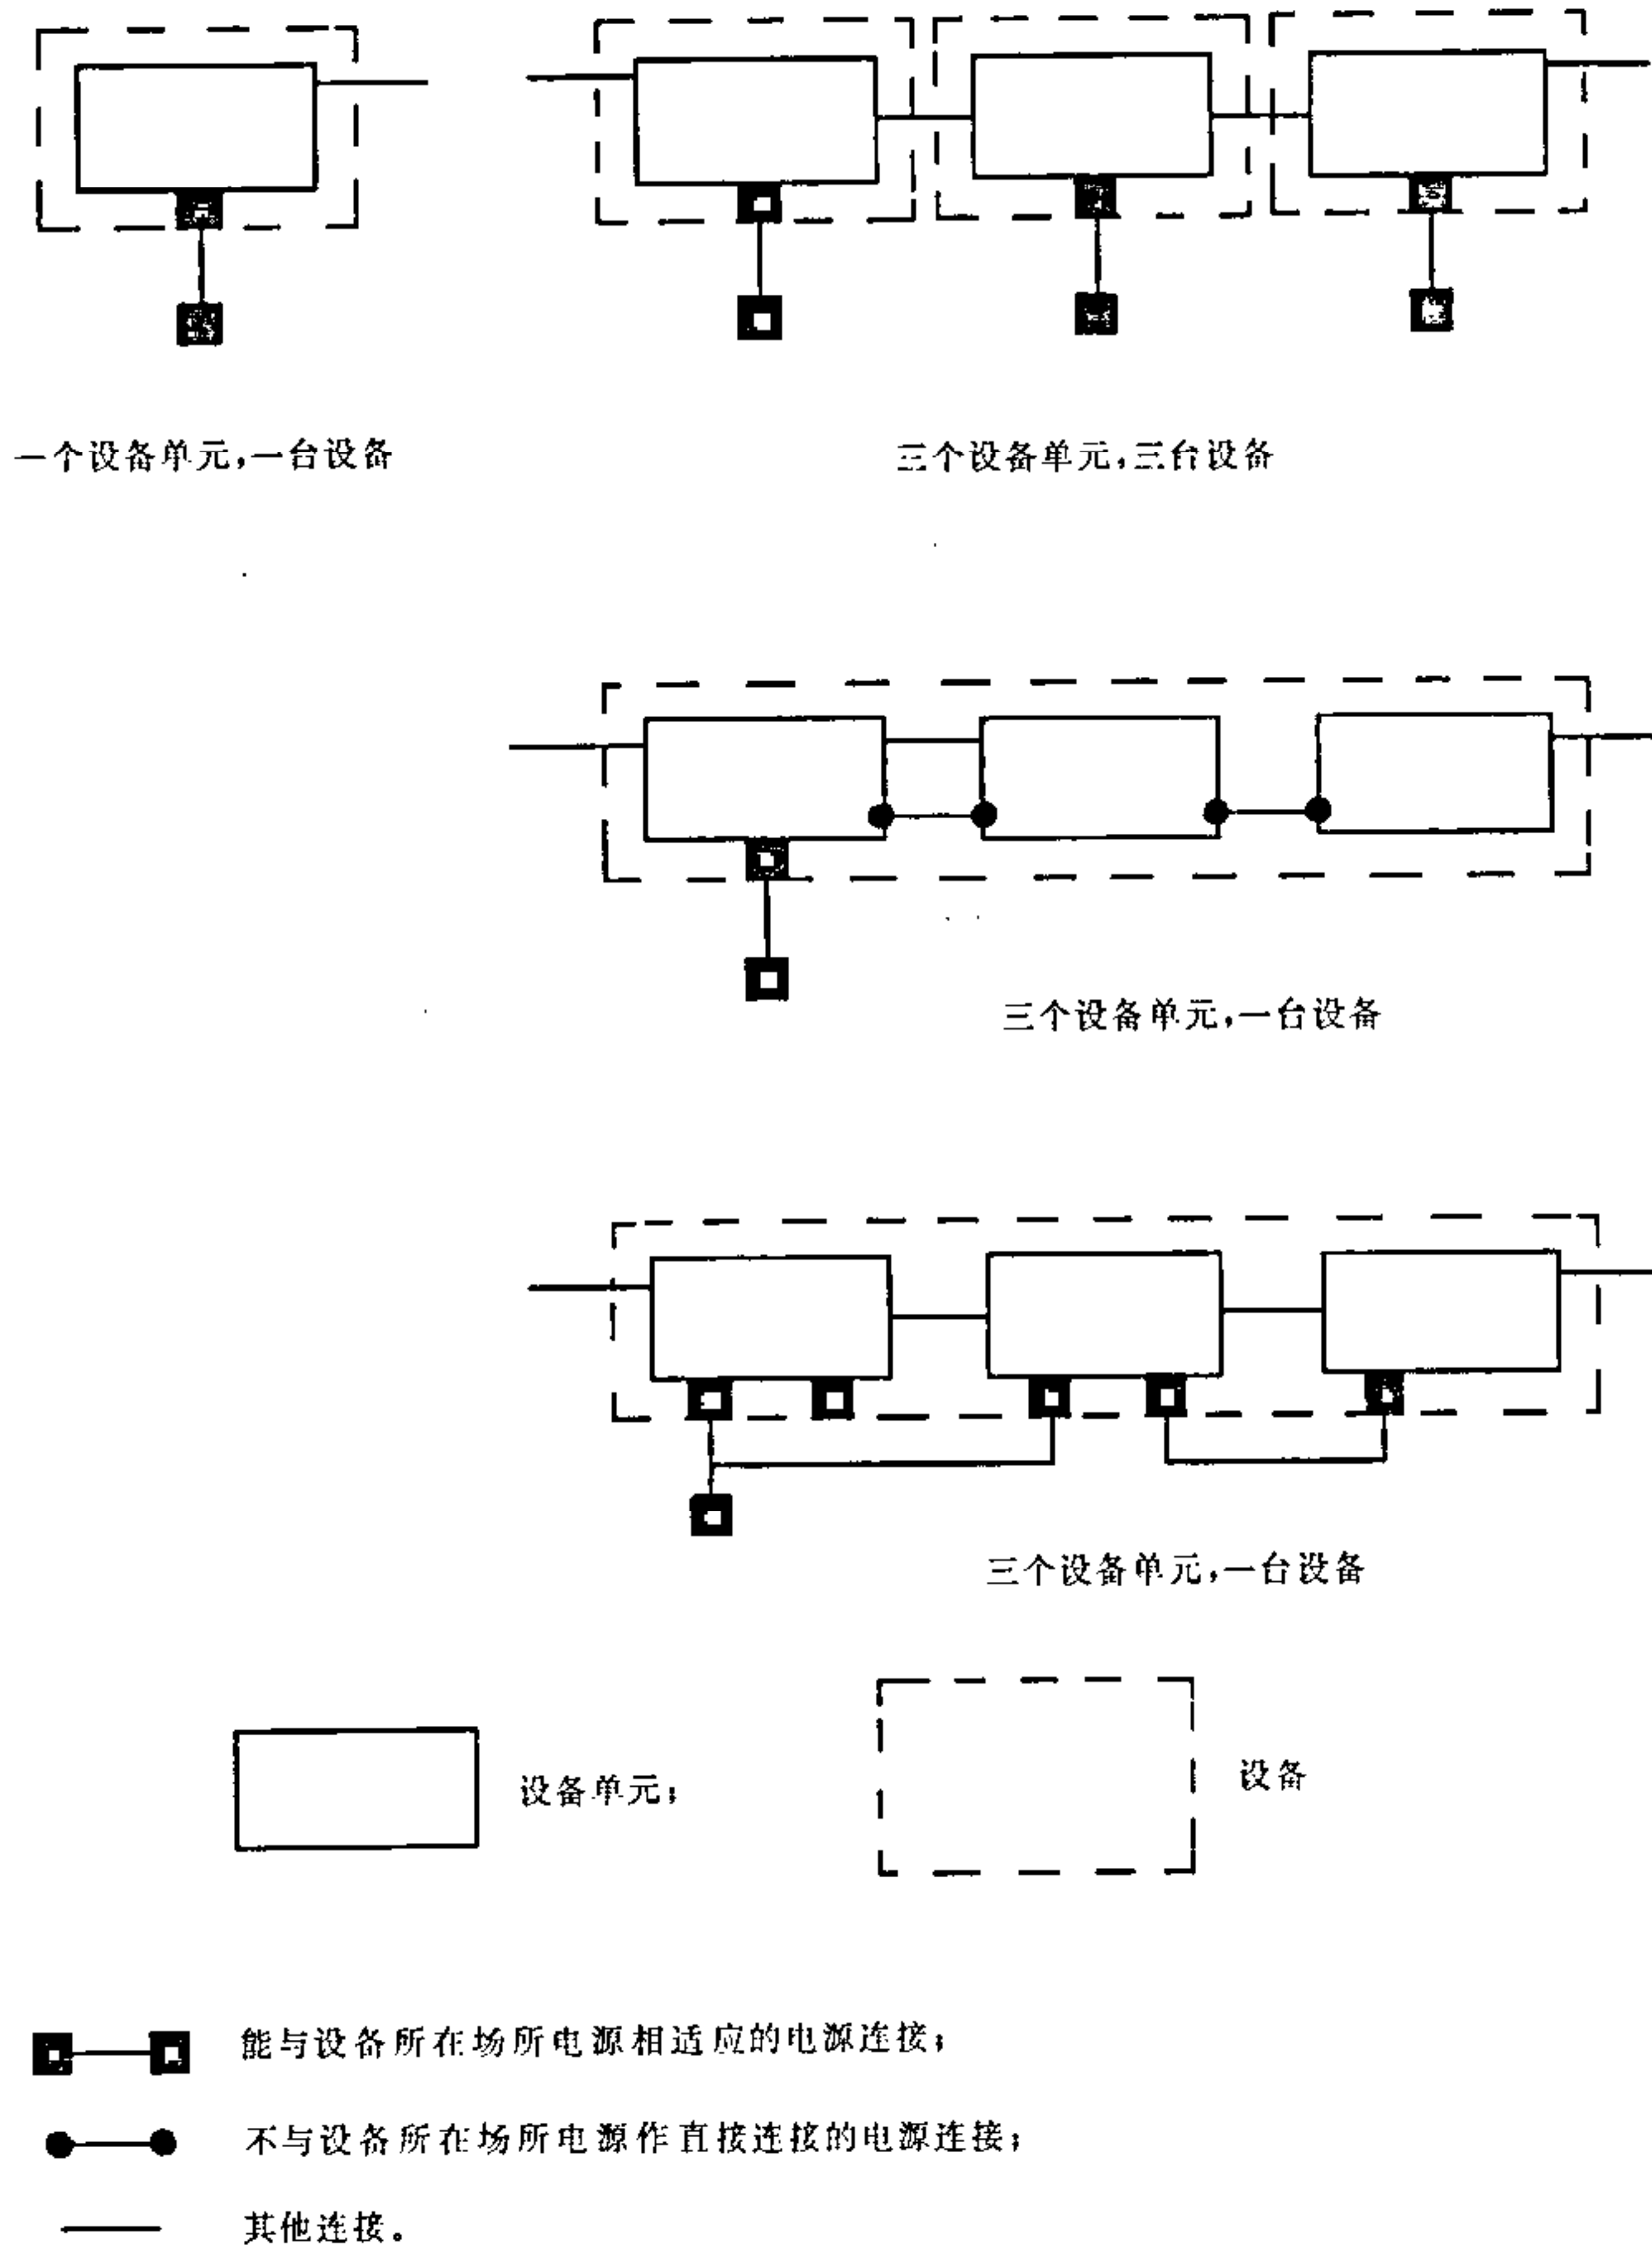 一个设备单元,一台设备
三个设备单元,三台设备
三个设备单元,一台设备
三个设备单元,一台设备
设备单元;
设备
能与设备所在场所电源相适应的电源连接;
不与设备所在场所电源作直接连接的电源连接;
其他连接。